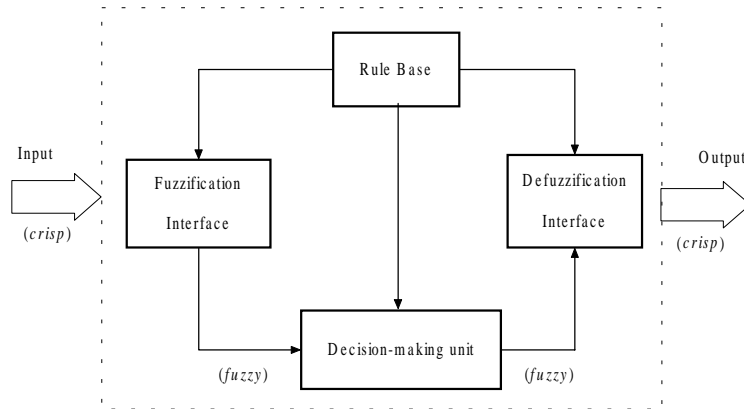 Rule Base
Input
Output
Fuzzification
Interface
Defuzzification
Interface
(crisp)
(crisp)
Decision-making unit
(fuzzy)
(fuzzy)